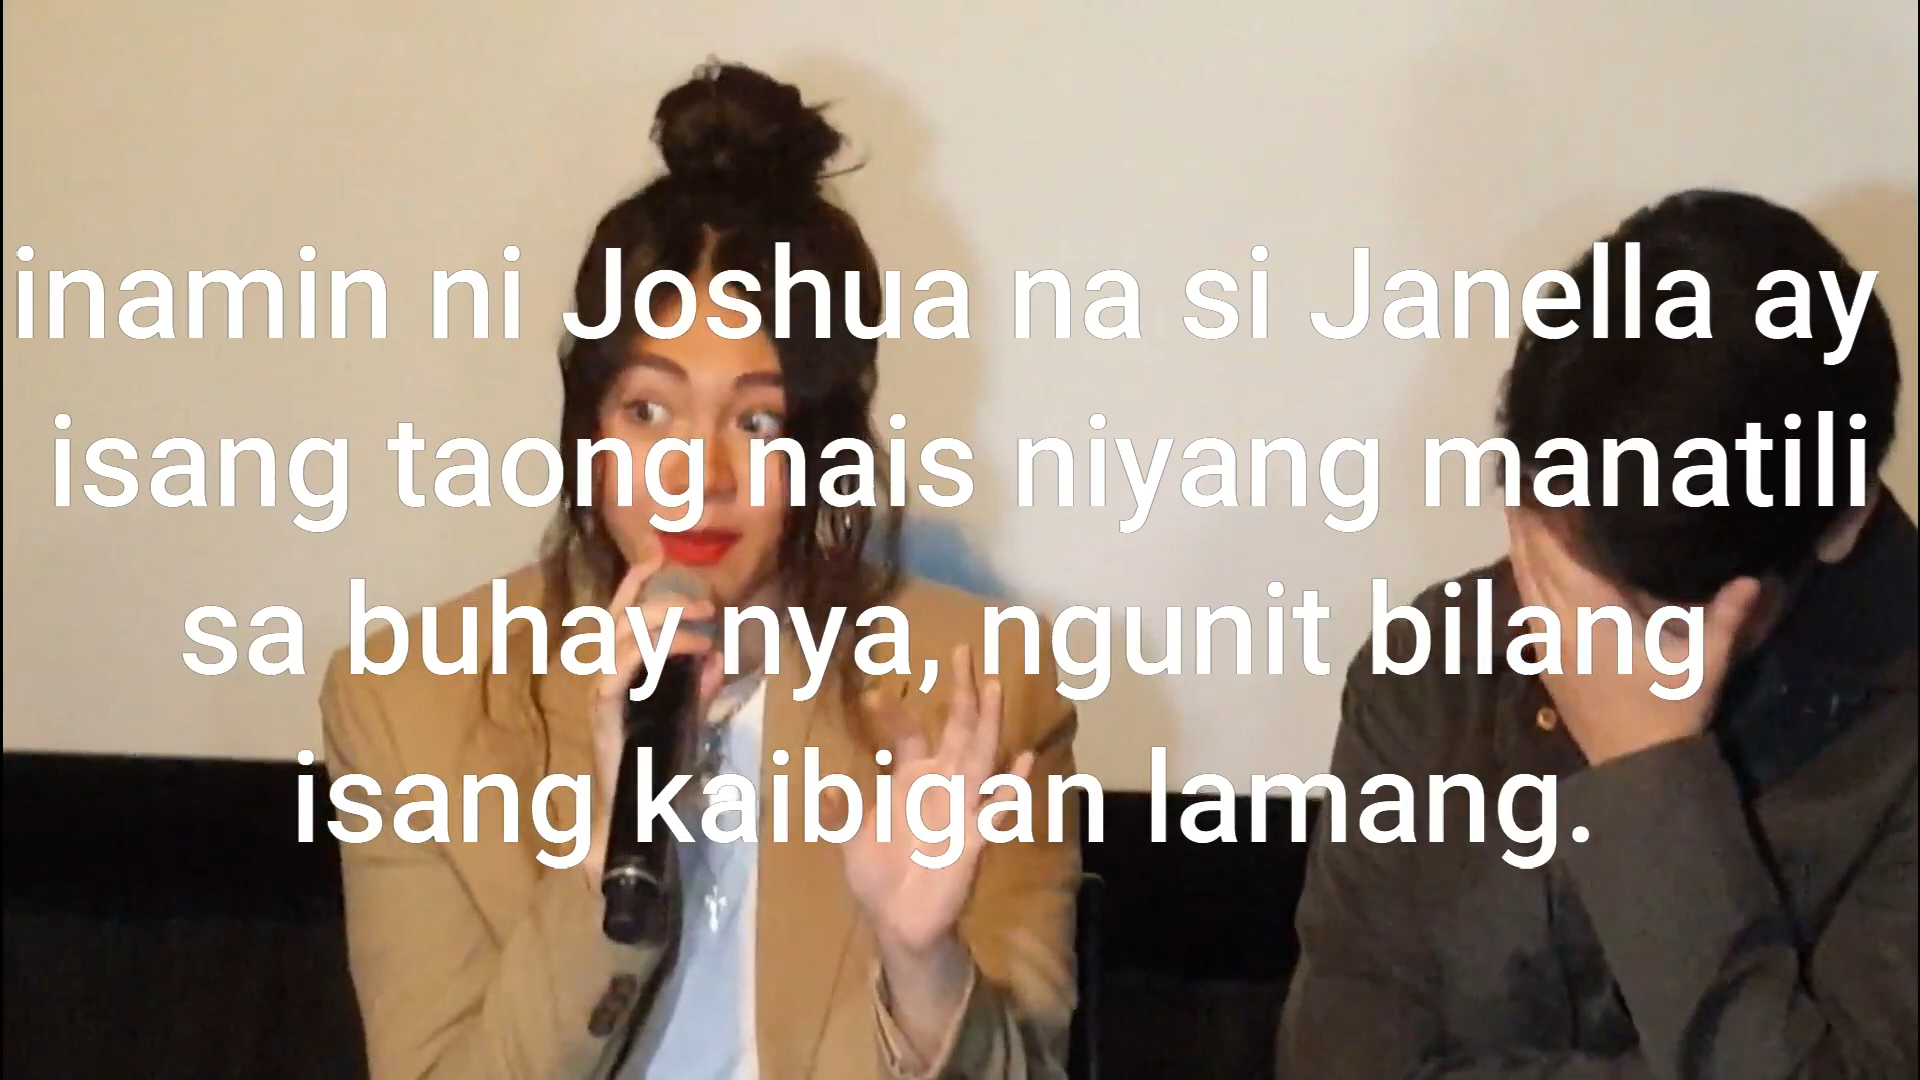 inamin ni Joshua na si Janella ay
isang taong nais niyang manatili
sa buhay nya, ngunit bilang
isang kaibigan lamang.